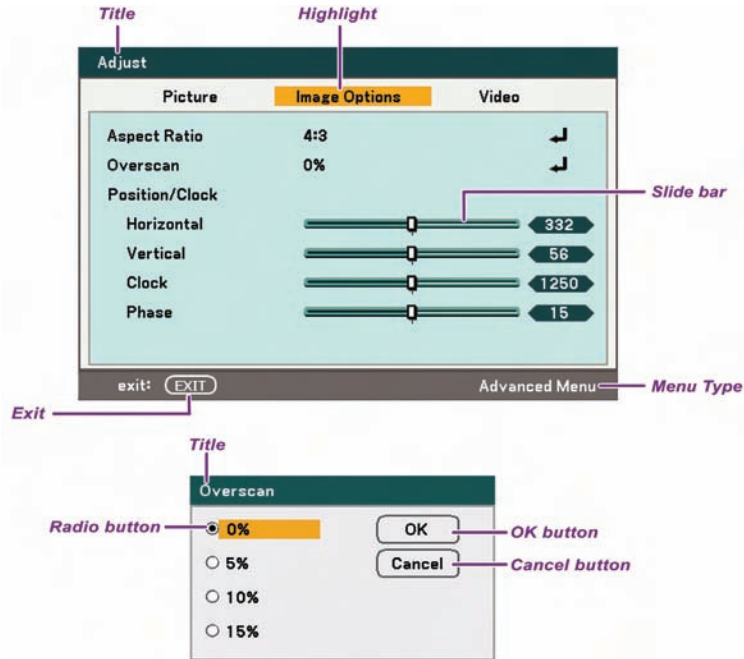 Title Highlight
Adjust
Picture Image Options Video
Aspect Ratio 4:3
Overscan 0%
Position/Clock
Slide bar
Horizontal 332
Vertical 56
Clock 1250
Phase 15
exit: EXIT Advanced Menu
Menu Type
Exit
Title
Overscan
Radio button 0% OK OK button
5% Cancel Cancel button
10%
15%